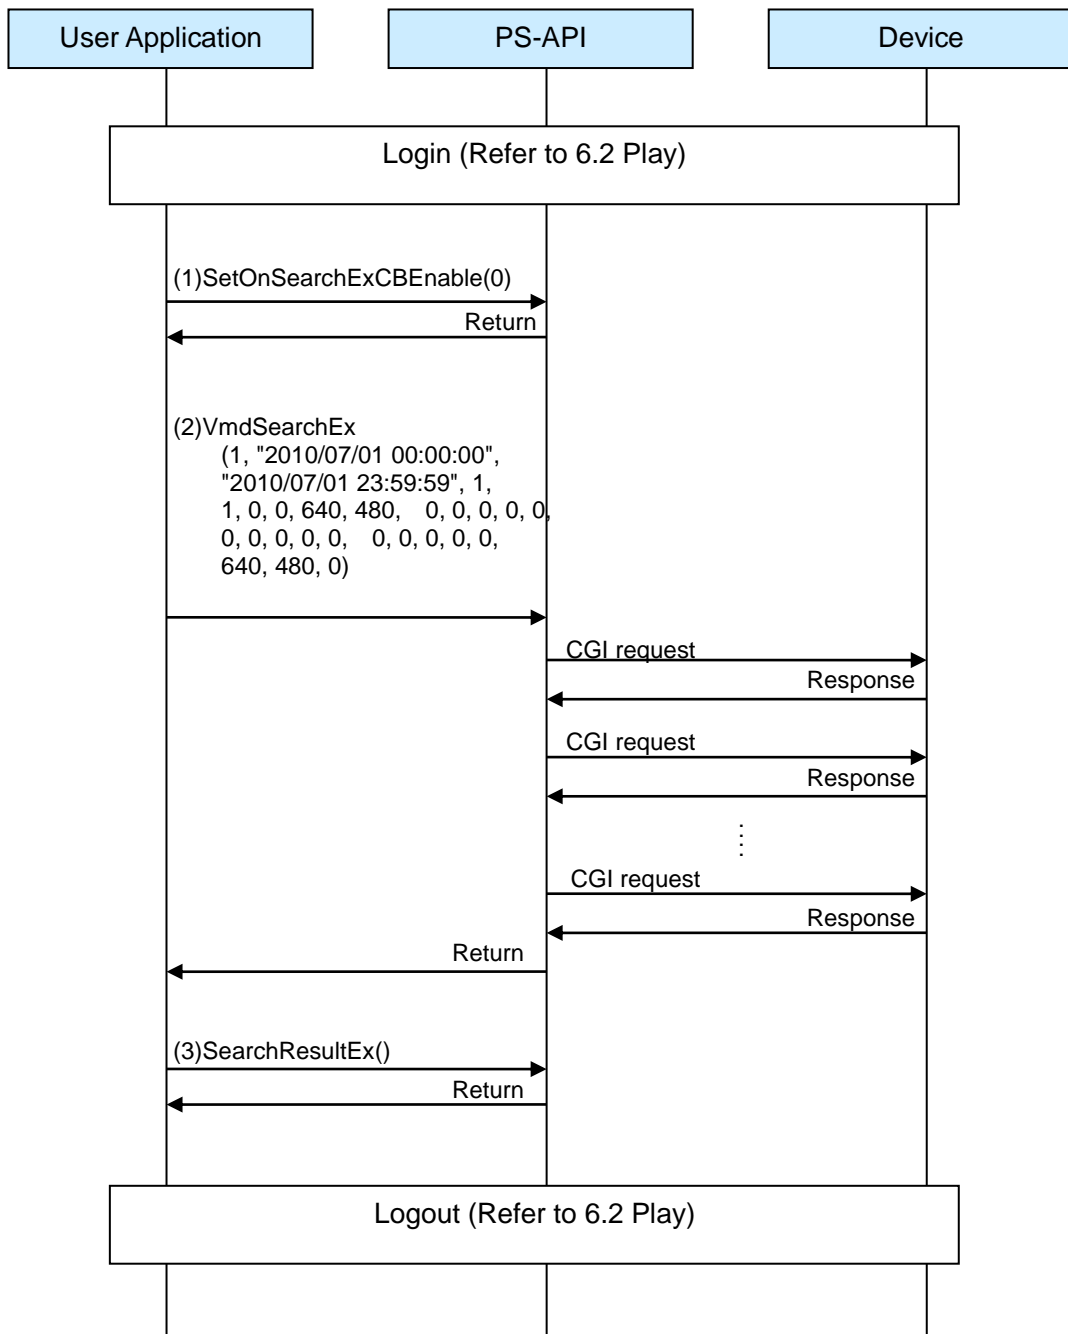 User Application
PS-API
Device
Login (Refer to 6.2 Play)
(1)SetOnSearchExCBEnable(0)
Return
(2)VmdSearchEx
(1, "2010/07/01 00:00:00",
"2010/07/01 23:59:59", 1,
1, 0, 0, 640, 480, 0, 0, 0, 0, 0,
0, 0, 0, 0, 0, 0, 0, 0, 0, 0,
640, 480, 0)
CGI request
Response
CGI request
Response
CGI request
Response
Return
(3)SearchResultEx()
Return
Logout (Refer to 6.2 Play)